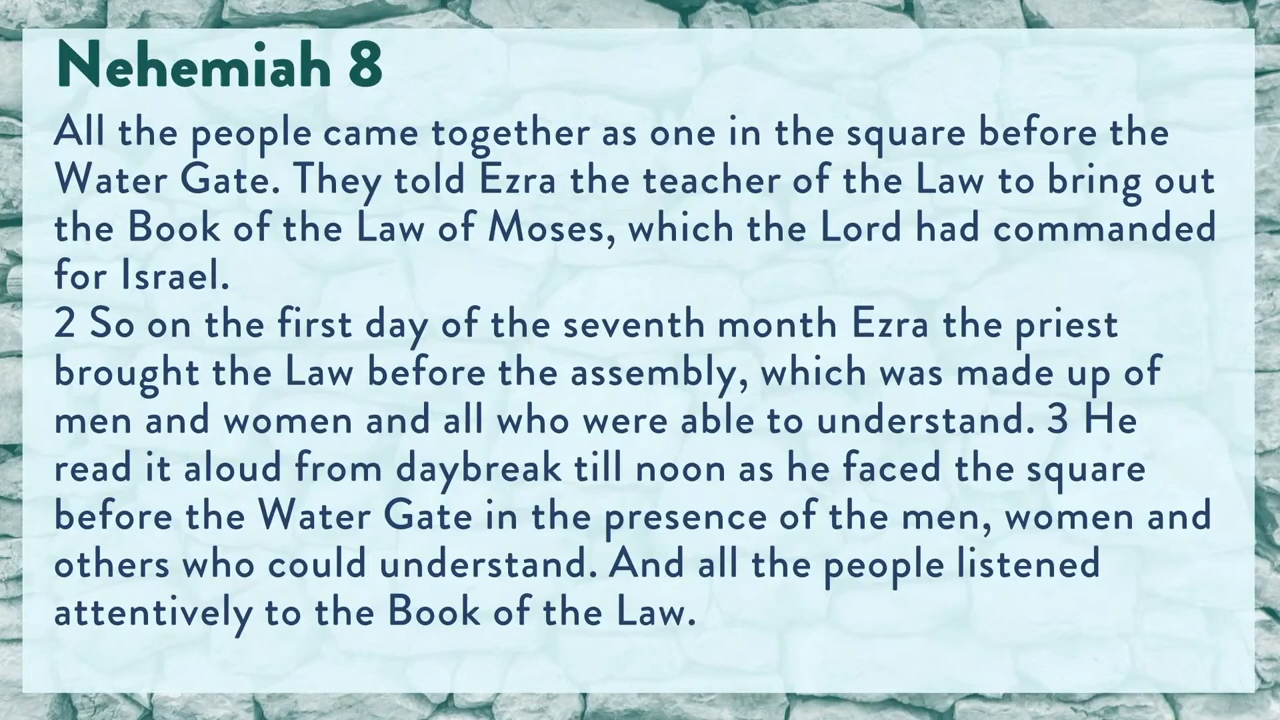 Nehemiah 8
All the people came together as one in the square before the
Water Gate. They told Ezra the teacher of the Law to bring out
the Book of the Law of Moses, which the Lord had commanded
for Israel.
2 So on the first day of the seventh month Ezra the priest
brought the Law before the assembly, which was made up of
men and women and all who were able to understand. 3 He
read it aloud from daybreak till noon as he faced the square
before the Water Gate in the presence of the men, women and
others who could understand. And all the people listened
attentively to the Book of the Law.